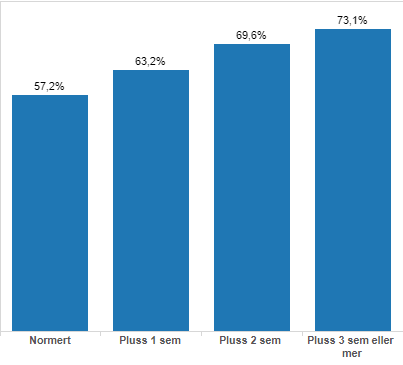 57,2%
63,2%
69,6%
73,1%
Normert
Pluss 1 sem
Pluss 2 sem
Pluss 3 sem eller
mer